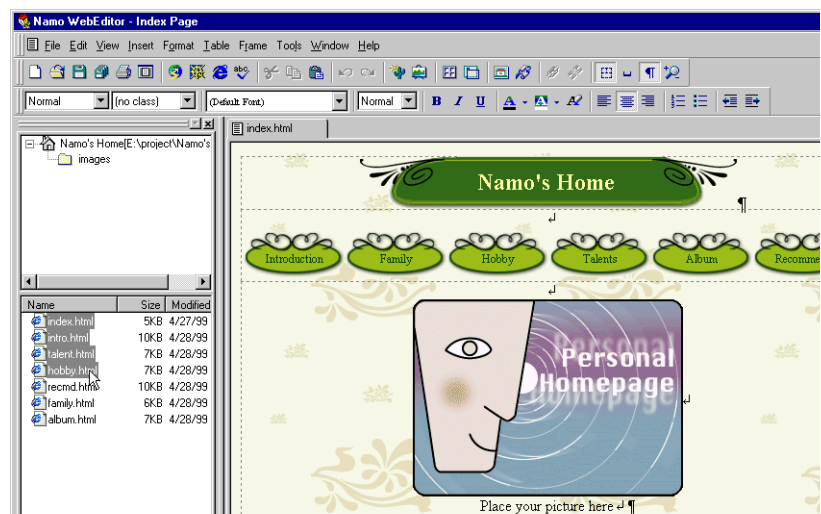 Namo WebEditor - Index Page
File Edit View Insert Format Table Frame Tools Window Help
Normal (no class) (Default Font) Normal B I U A A A
index.html
Namo's Home[E:\project\Namo's
images
Name Size Modified
index.html 5KB 4/27/99
intro.html 10KB 4/28/99
talent.html 7KB 4/28/99
hobby.html 7KB 4/28/99
recmd.html 10KB 4/28/99
family.html 6KB 4/28/99
album.html 7KB 4/28/99
Namo's Home
¶
Introduction Family Hobby Talents Album Recomme
Personal
Homepage
Place your picture here ↵ ¶